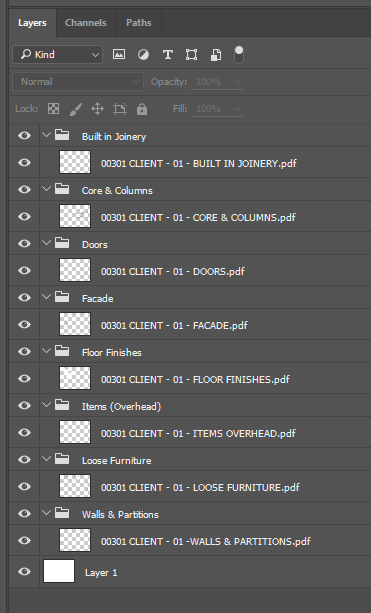 Layers Channels Paths
Kind T
Normal Opacity: 100%
Lock: Fill: 100%
Built in Joinery
00301 CLIENT - 01 - BUILT IN JOINERY.pdf
Core & Columns
00301 CLIENT - 01 - CORE & COLUMNS.pdf
Doors
00301 CLIENT - 01 - DOORS.pdf
Facade
00301 CLIENT - 01 - FACADE.pdf
Floor Finishes
00301 CLIENT - 01 - FLOOR FINISHES.pdf
Items (Overhead)
00301 CLIENT - 01 - ITEMS OVERHEAD.pdf
Loose Furniture
00301 CLIENT - 01 - LOOSE FURNITURE.pdf
Walls & Partitions
00301 CLIENT - 01 -WALLS & PARTITIONS.pdf
Layer 1